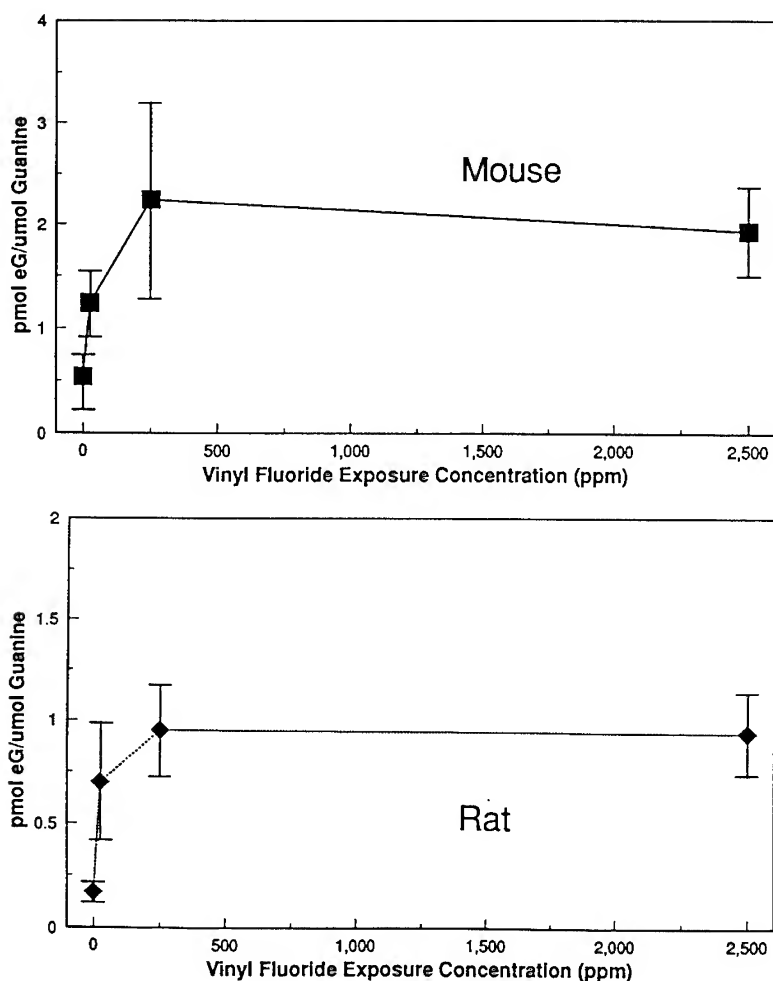 4
3
2
1
0
pmol eG/umol Guanine
Mouse
0 500 1,000 1,500 2,000 2,500
Vinyl Fluoride Exposure Concentration (ppm)
2
1.5
1
0.5
0
pmol eG/umol Guanine
Rat
0 500 1,000 1,500 2,000 2,500
Vinyl Fluoride Exposure Concentration (ppm)